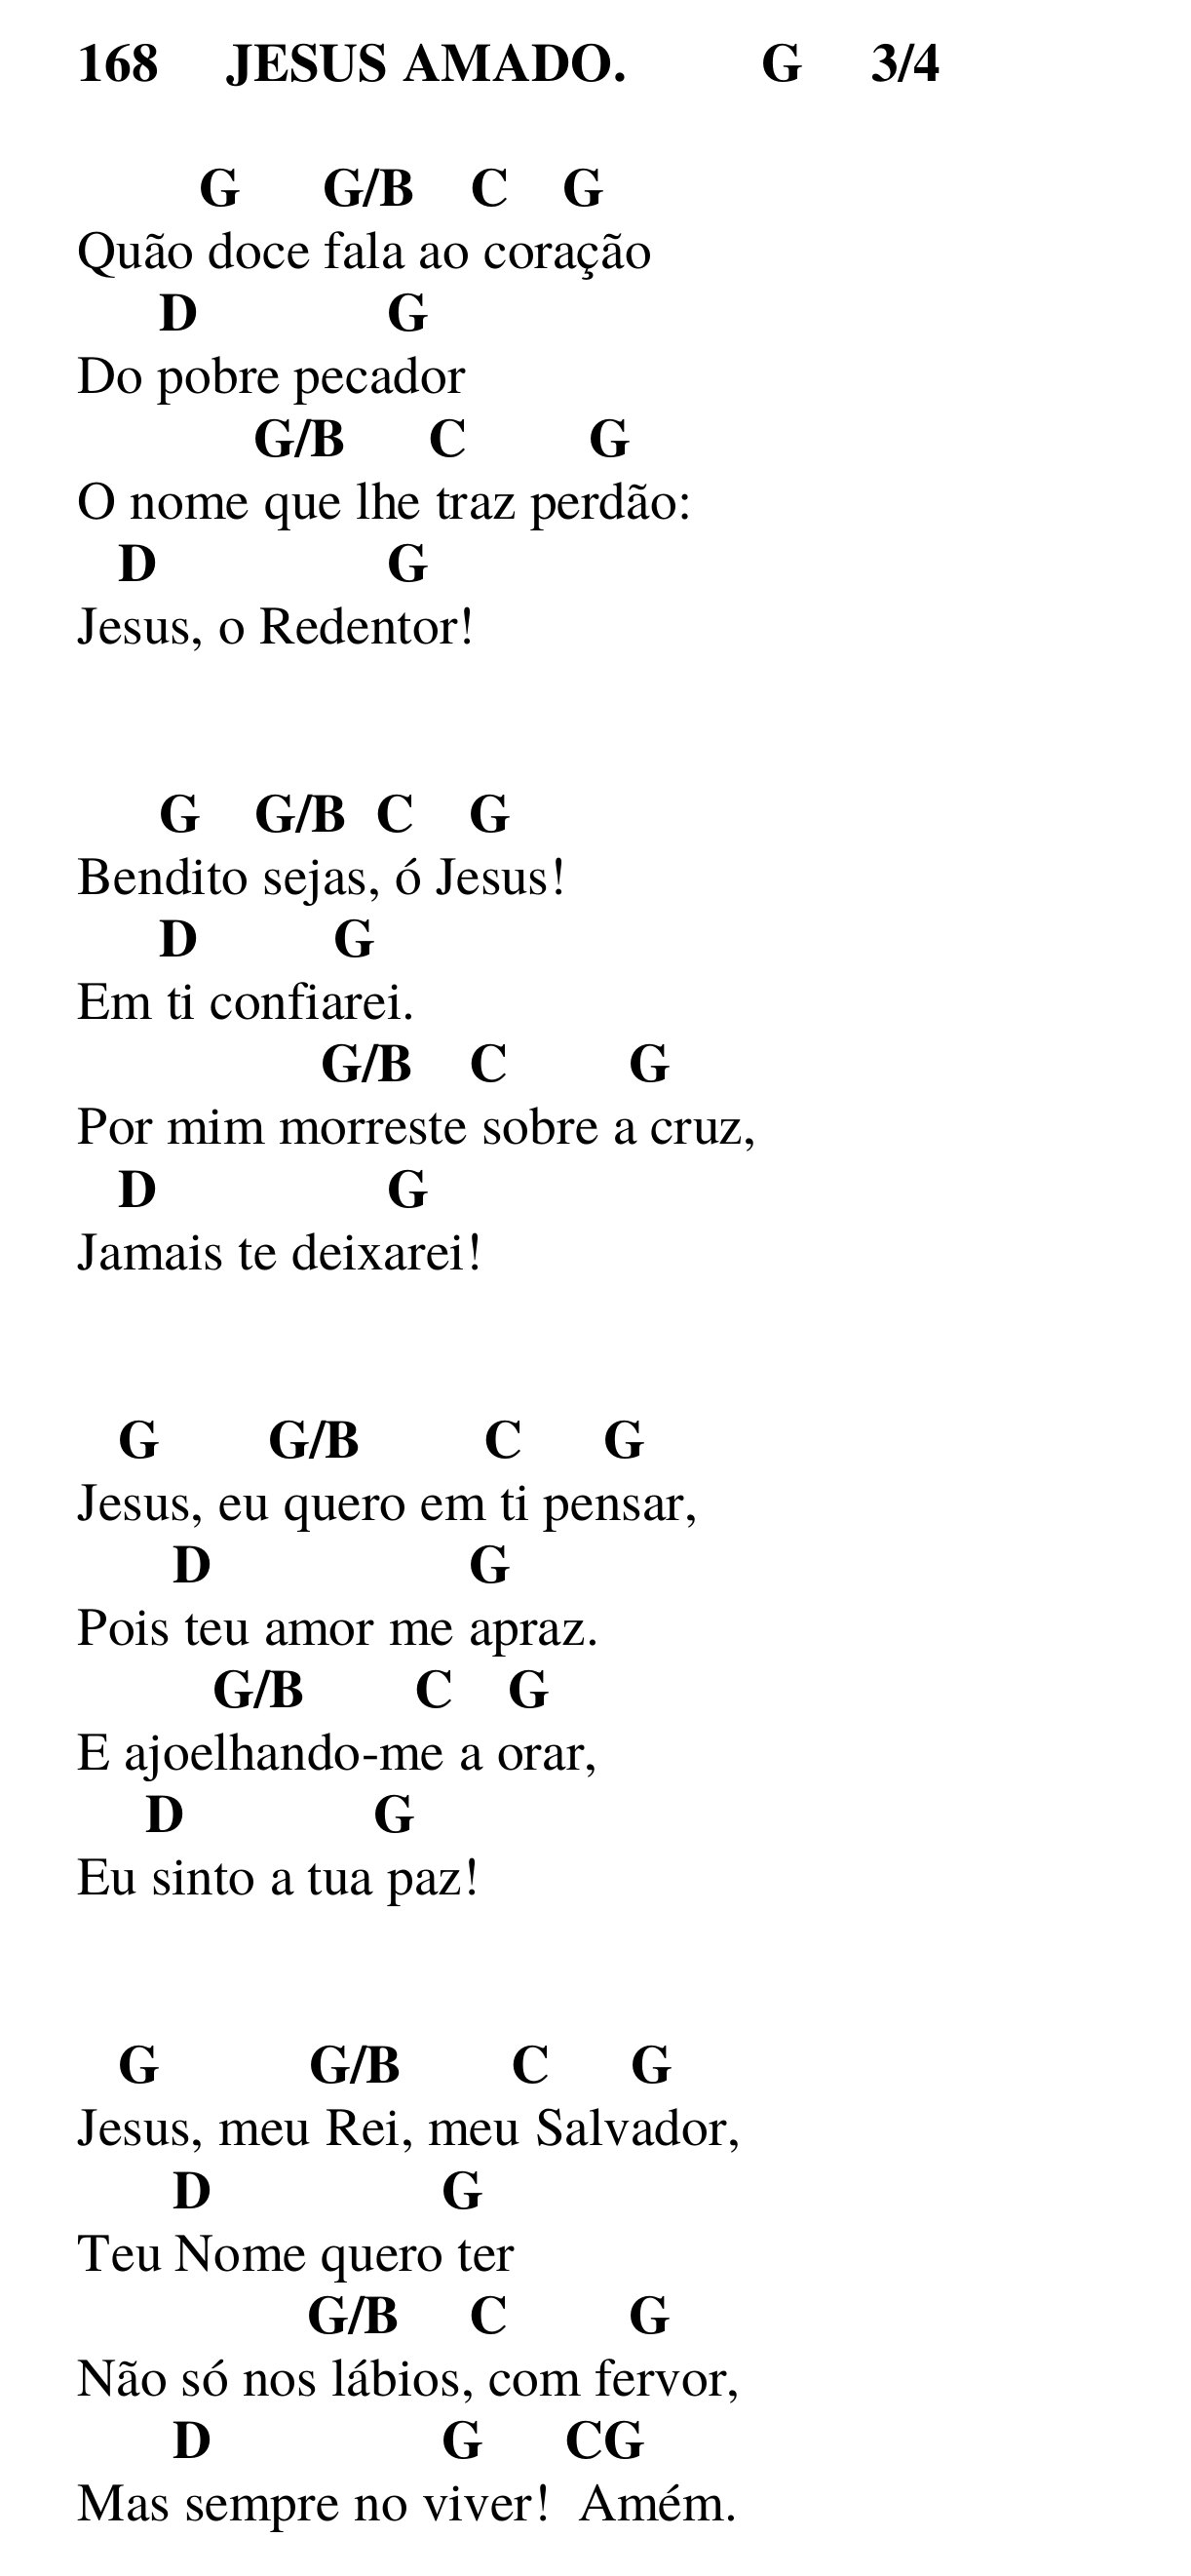 168 JESUS AMADO. G 3/4
G G/B C G
Quão doce fala ao coração
D G
Do pobre pecador
G/B C G
O nome que lhe traz perdão:
D G
Jesus, o Redentor!
G G/B C G
Bendito sejas, ó Jesus!
D G
Em ti confiarei.
G/B C G
Por mim morreste sobre a cruz,
D G
Jamais te deixarei!
G G/B C G
Jesus, eu quero em ti pensar,
D G
Pois teu amor me apraz.
G/B C G
E ajoelhando-me a orar,
D G
Eu sinto a tua paz!
G G/B C G
Jesus, meu Rei, meu Salvador,
D G
Teu Nome quero ter
G/B C G
Não só nos lábios, com fervor,
D G CG
Mas sempre no viver! Amém.